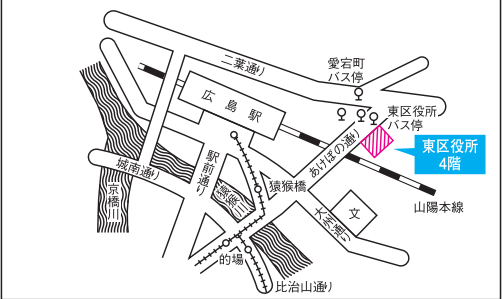 二葉通り
愛宕町
バス停
広島駅
東区役所
バス停
あけぼの通り
東区役所
4階
城南通り
駅前通り
猿猴川
猿猴橋
京橋川
大州通り
文
山陽本線
的場
比治山通り